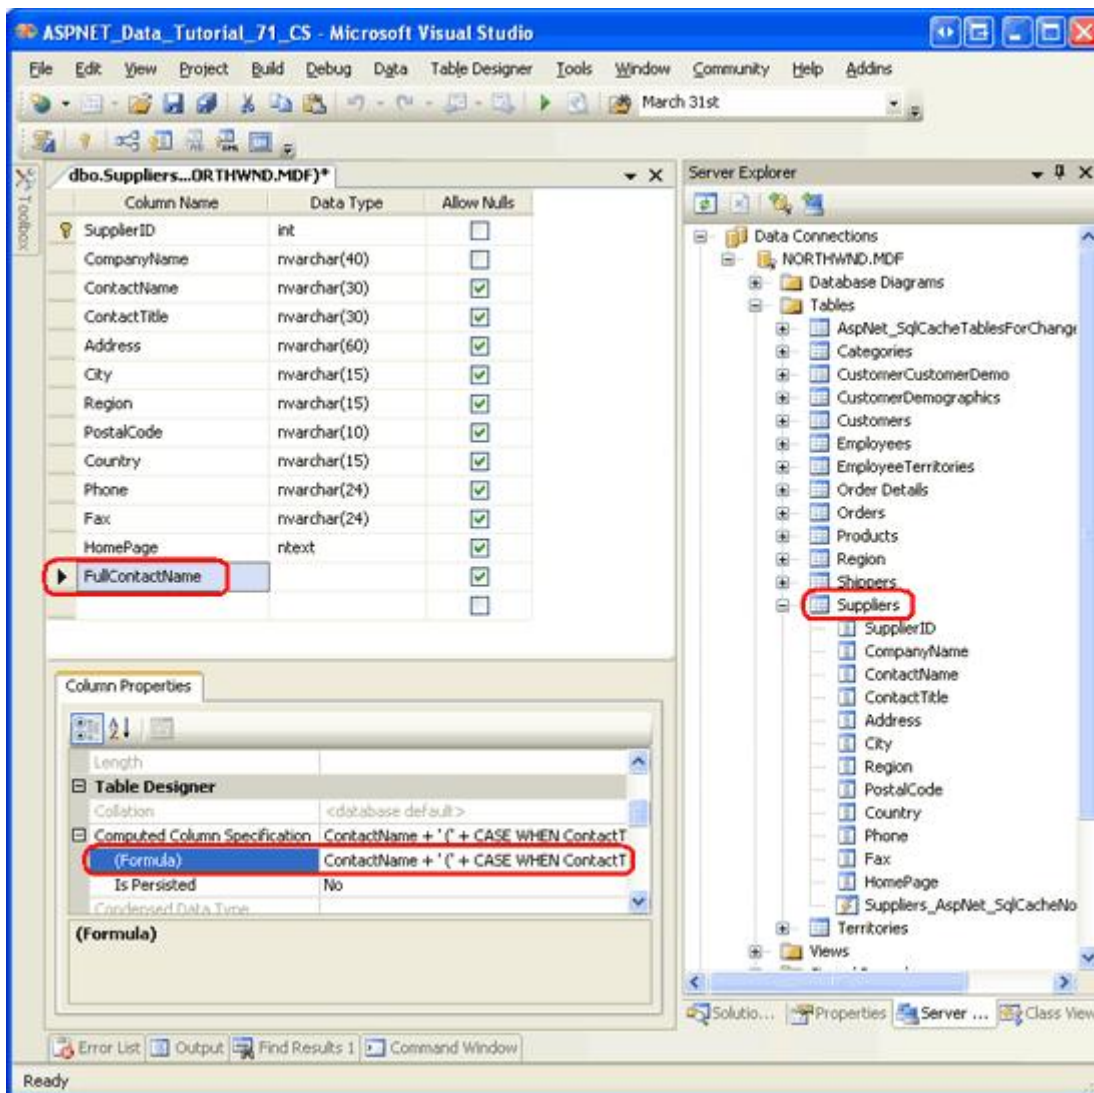 ASPNET_Data_Tutorial_71_CS - Microsoft Visual Studio
File Edit View Project Build Debug Data Table Designer Tools Window Community Help Addins
March 31st
Toolbox
dbo.Suppliers...ORTHWND.MDF)*
Column Name Data Type Allow Nulls
SupplierID int
CompanyName nvarchar(40)
ContactName nvarchar(30)
ContactTitle nvarchar(30)
Address nvarchar(60)
City nvarchar(15)
Region nvarchar(15)
PostalCode nvarchar(10)
Country nvarchar(15)
Phone nvarchar(24)
Fax nvarchar(24)
HomePage ntext
FullContactName
Column Properties
Length
Table Designer
Collation <database default>
Computed Column Specification ContactName + ' (' + CASE WHEN ContactT
(Formula) ContactName + ' (' + CASE WHEN ContactT
Is Persisted No
Condensed Data Type
(Formula)
Server Explorer
Data Connections
NORTHWND.MDF
Database Diagrams
Tables
AspNet_SqlCacheTablesForChange
Categories
CustomerCustomerDemo
CustomerDemographics
Customers
Employees
EmployeeTerritories
Order Details
Orders
Products
Region
Shippers
Suppliers
SupplierID
CompanyName
ContactName
ContactTitle
Address
City
Region
PostalCode
Country
Phone
Fax
HomePage
Suppliers_AspNet_SqlCacheNo
Territories
Views
Solutio... Properties Server ... Class View
Error List Output Find Results 1 Command Window
Ready